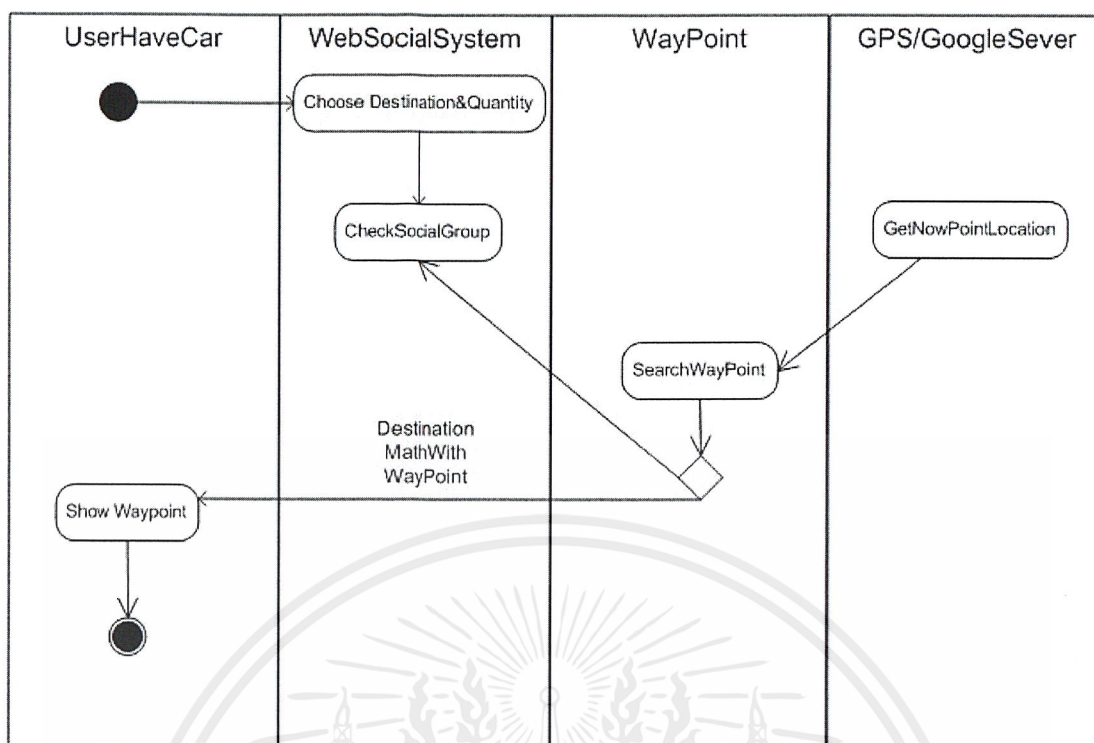 UserHaveCar
WebSocialSystem
WayPoint
GPS/GoogleSever
Choose Destination&Quantity
CheckSocialGroup
GetNowPointLocation
SearchWayPoint
Destination
MathWith
WayPoint
Show Waypoint